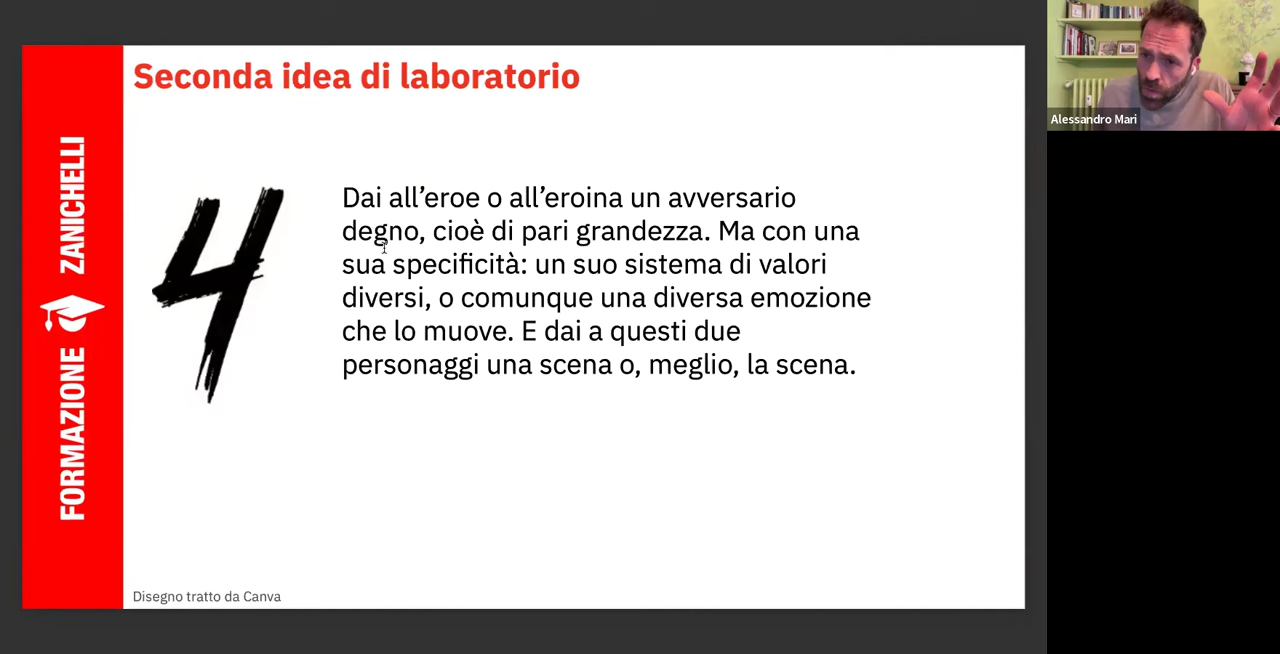 Seconda idea di laboratorio
FORMAZIONE ZANICHELLI
4
Dai all’eroe o all’eroina un avversario
degno, cioè di pari grandezza. Ma con una
sua specificità: un suo sistema di valori
diversi, o comunque una diversa emozione
che lo muove. E dai a questi due
personaggi una scena o, meglio, la scena.
Disegno tratto da Canva
Alessandro Mari